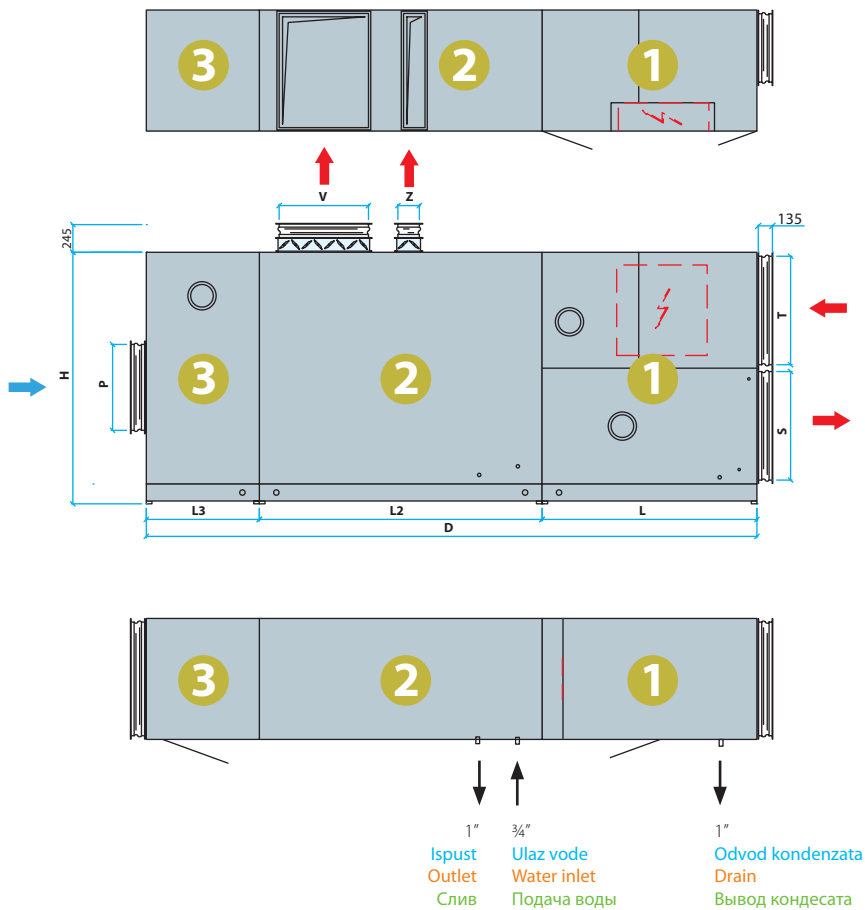 3
2
1
V
Z
135
245
T
H
P
3
2
1
S
L3
L2
L
D
3
2
1
1”
¾”
1”
Ispust
Ulaz vode
Odvod kondenzata
Outlet
Water inlet
Drain
Слив
Подача воды
Вывод кондесата